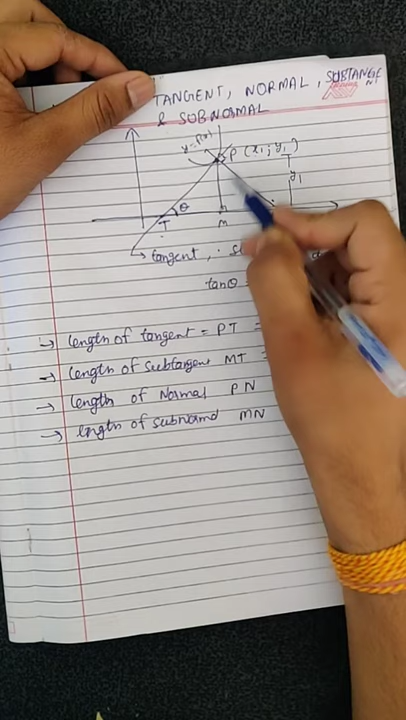 TANGENT, NORMAL, SUBTANGENT
& SUBNORMAL
y=f(x)
P (x1, y1)
y1
θ
T
M
tangent,
tanθ =
→ length of tangent = PT =
→ length of subtangent MT =
→ length of Normal PN
→ length of subnormal MN